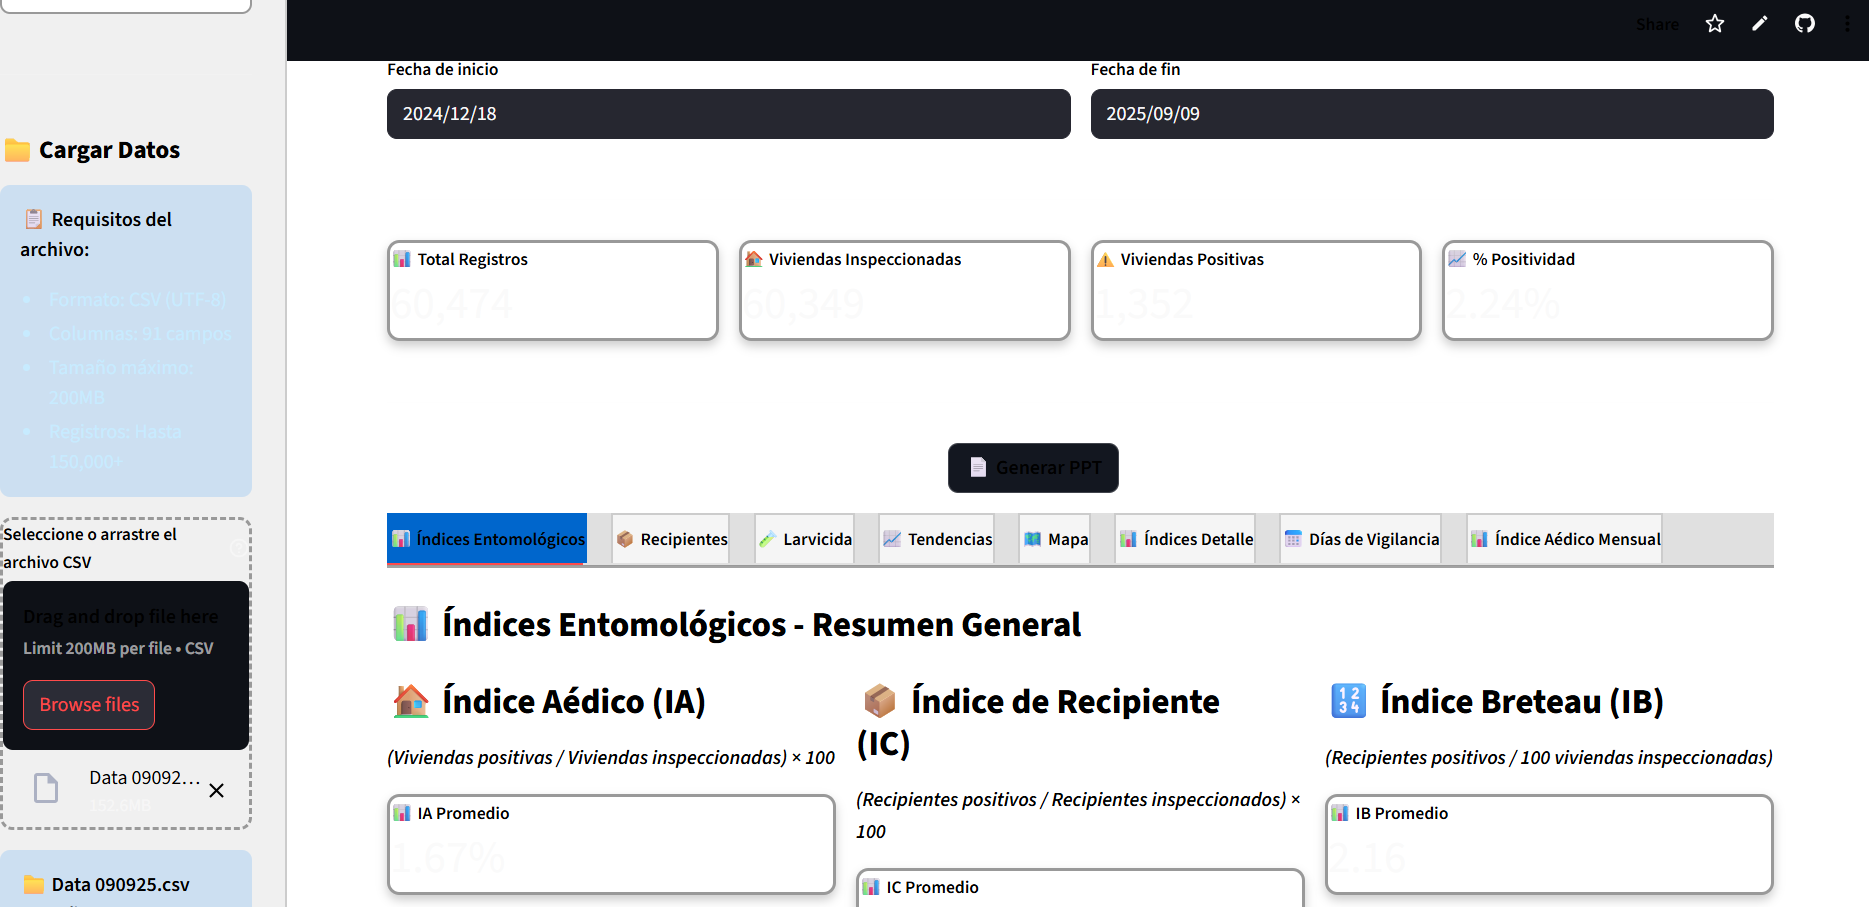 Share
Fecha de inicio
Fecha de fin
2024/12/18
2025/09/09
Cargar Datos
Requisitos del
archivo:
Formato: CSV (UTF-8)
Columnas: 91 campos
Tamaño máximo:
200MB
Registros: Hasta
150,000+
Seleccione o arrastre el
archivo CSV
Drag and drop file here
Limit 200MB per file • CSV
Browse files
Data 09092...
152.6MB
Data 090925.csv
Total Registros
60,474
Viviendas Inspeccionadas
60,349
Viviendas Positivas
1,352
% Positividad
2.24%
Generar PPT
Índices Entomológicos
Recipientes
Larvicida
Tendencias
Mapa
Índices Detalle
Días de Vigilancia
Índice Aédico Mensual
Índices Entomológicos - Resumen General
Índice Aédico (IA)
(Viviendas positivas / Viviendas inspeccionadas) × 100
IA Promedio
1.67%
Índice de Recipiente
(IC)
(Recipientes positivos / Recipientes inspeccionados) ×
100
IC Promedio
Índice Breteau (IB)
(Recipientes positivos / 100 viviendas inspeccionadas)
IB Promedio
2.16